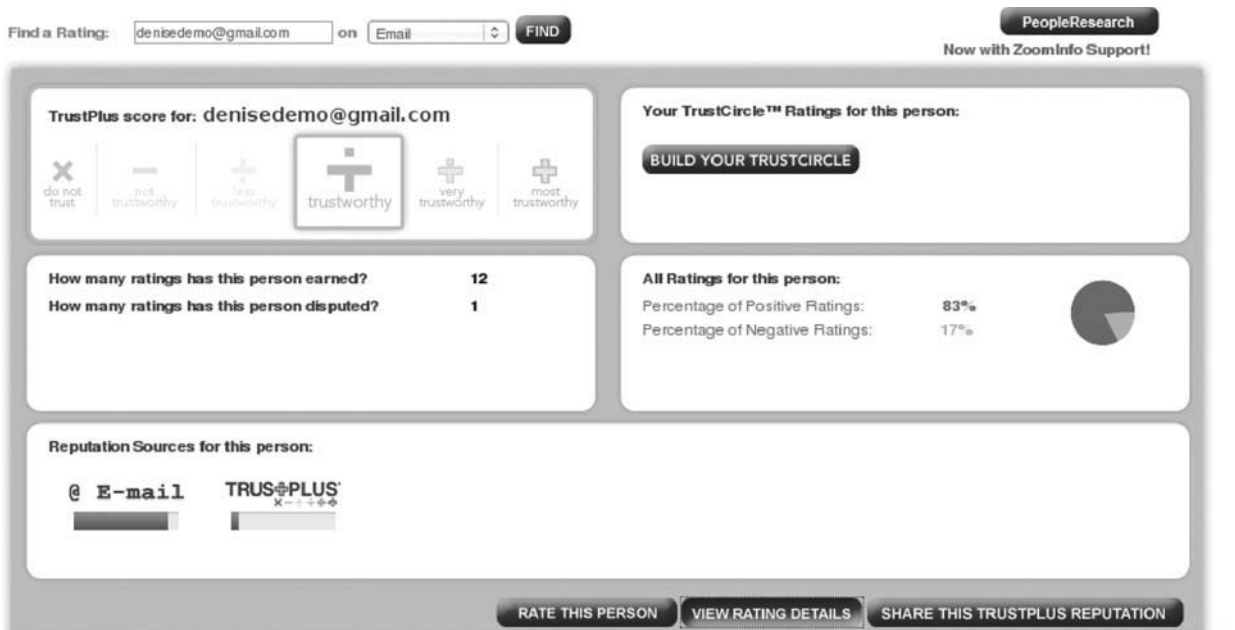 Find a Rating: denisedemo@gmail.com on Email FIND
PeopleResearch
Now with ZoomInfo Support!
TrustPlus score for: denisedemo@gmail.com
do not trust
not trustworthy
less trustworthy
trustworthy
very trustworthy
most trustworthy
Your TrustCircle™ Ratings for this person:
BUILD YOUR TRUSTCIRCLE
How many ratings has this person earned? 12
How many ratings has this person disputed? 1
All Ratings for this person:
Percentage of Positive Ratings: 83%
Percentage of Negative Ratings: 17%
Reputation Sources for this person:
@ E-mail
TRUSPLUS
RATE THIS PERSON
VIEW RATING DETAILS
SHARE THIS TRUSTPLUS REPUTATION